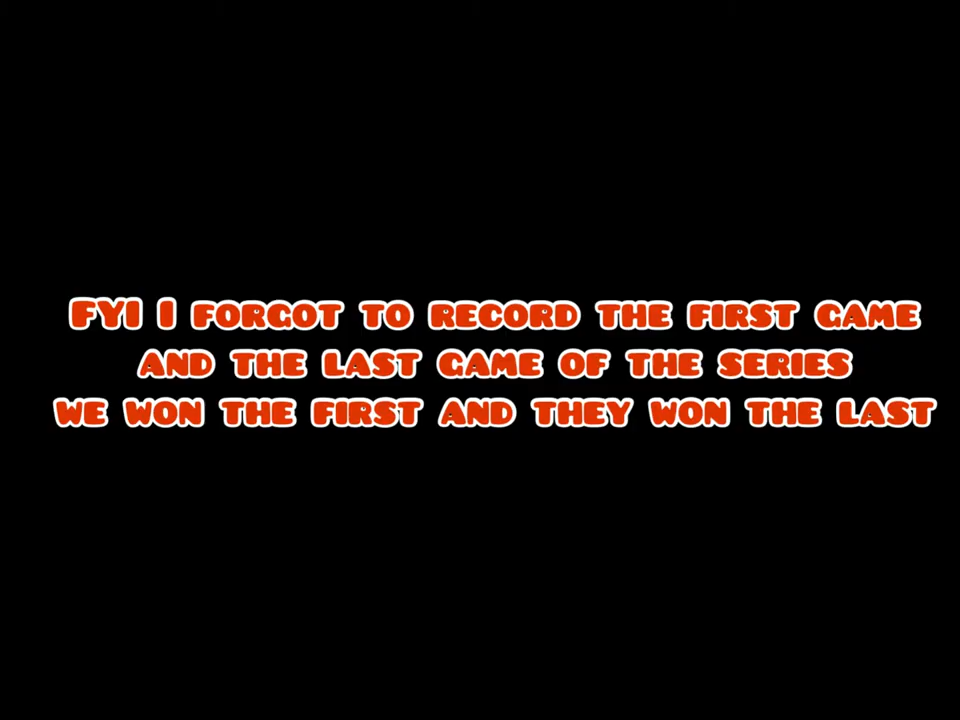 FYI I FORGOT TO RECORD THE FIRST GAME
AND THE LAST GAME OF THE SERIES
WE WON THE FIRST AND THEY WON THE LAST